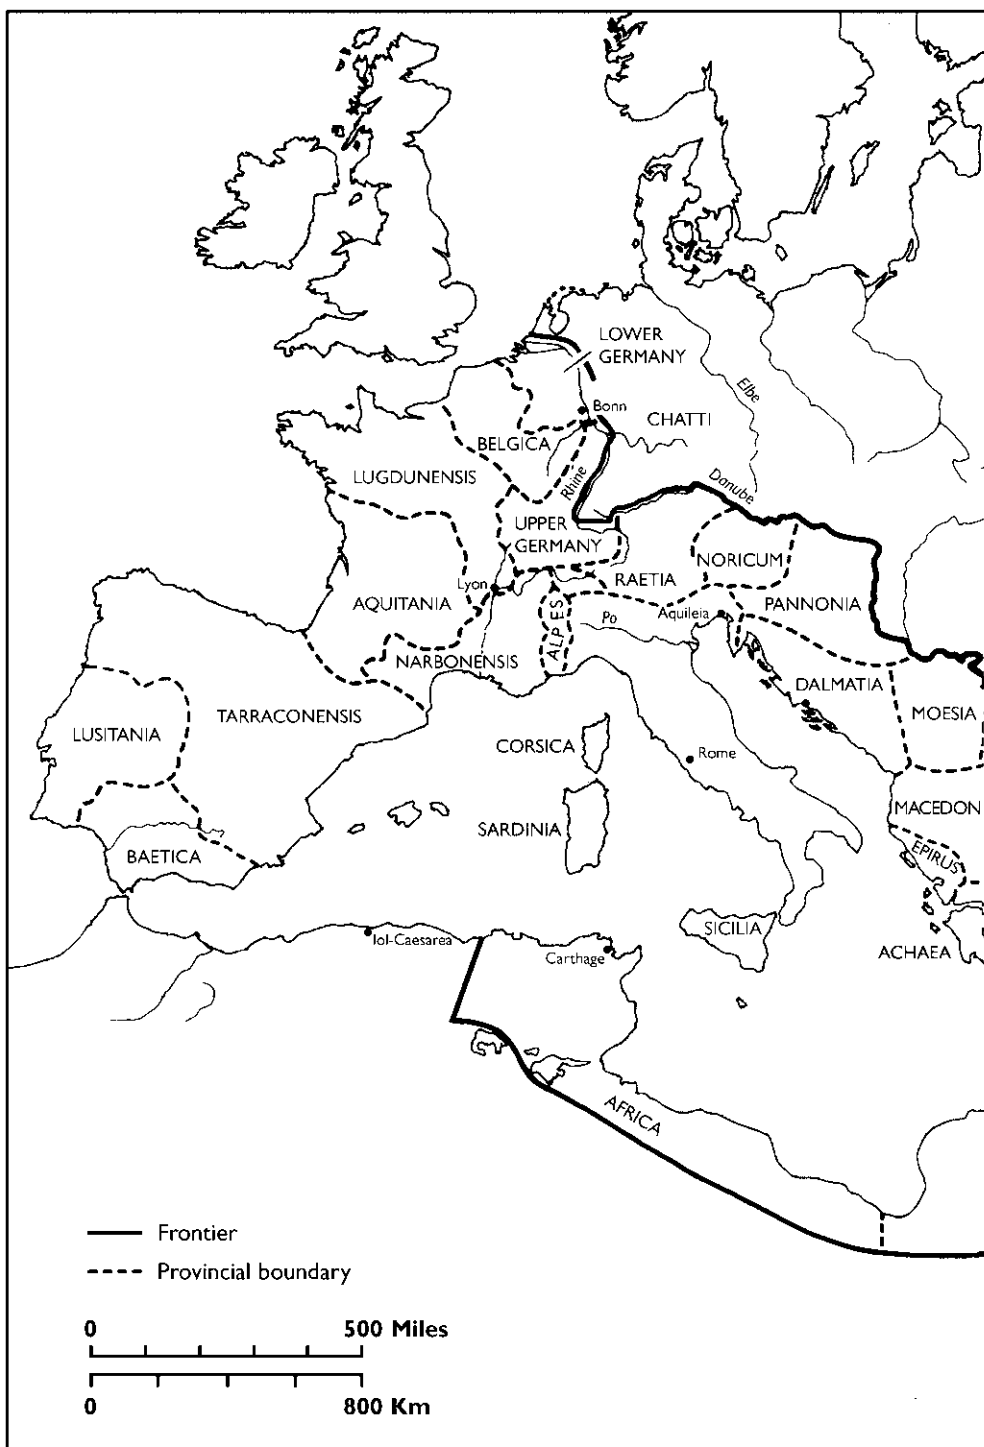 LOWER
GERMANY
Elbe
Bonn
CHATTI
BELGICA
LUGDUNENSIS
Rhine
Danube
UPPER
GERMANY
NORICUM
Lyon
RAETIA
AQUITANIA
ALPES
Po
Aquileia
PANNONIA
NARBONENSIS
DALMATIA
TARRACONENSIS
LUSITANIA
MOESIA
CORSICA
Rome
MACEDON
SARDINIA
BAETICA
EPIRUS
SICILIA
Iol-Caesarea
Carthage
ACHAEA
AFRICA
Frontier
Provincial boundary
0 500 Miles
0 800 Km